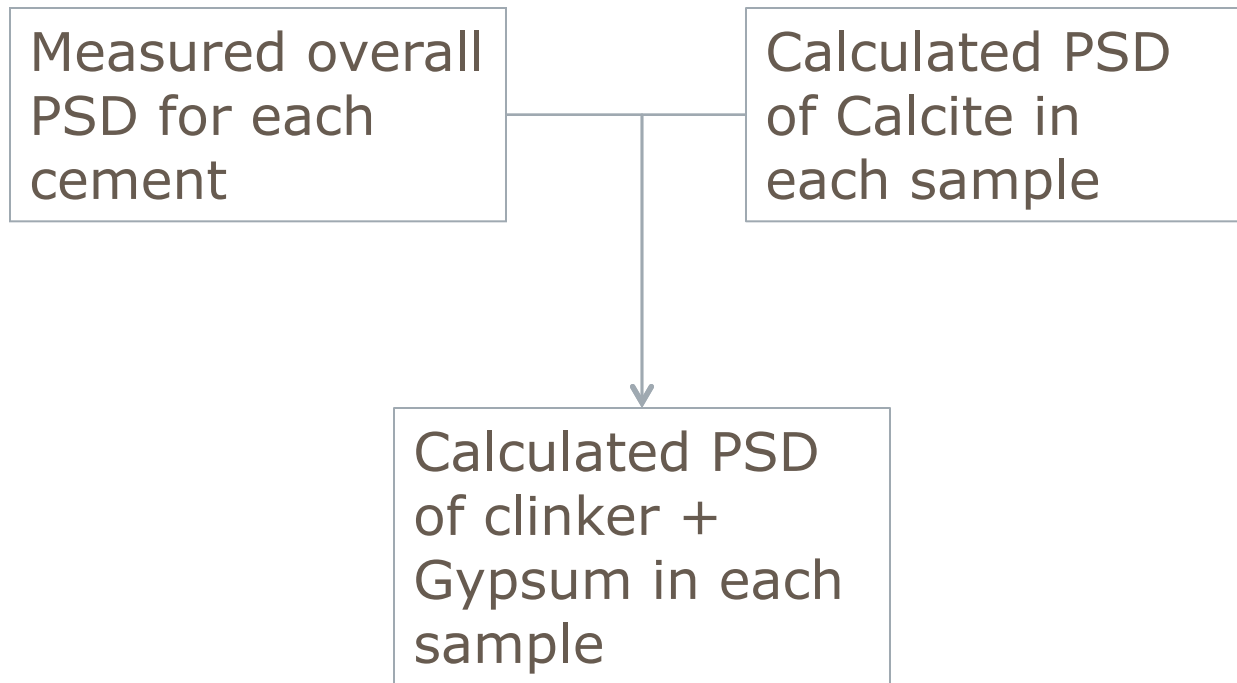 Measured overall
PSD for each
cement
Calculated PSD
of Calcite in
each sample
Calculated PSD
of clinker +
Gypsum in each
sample